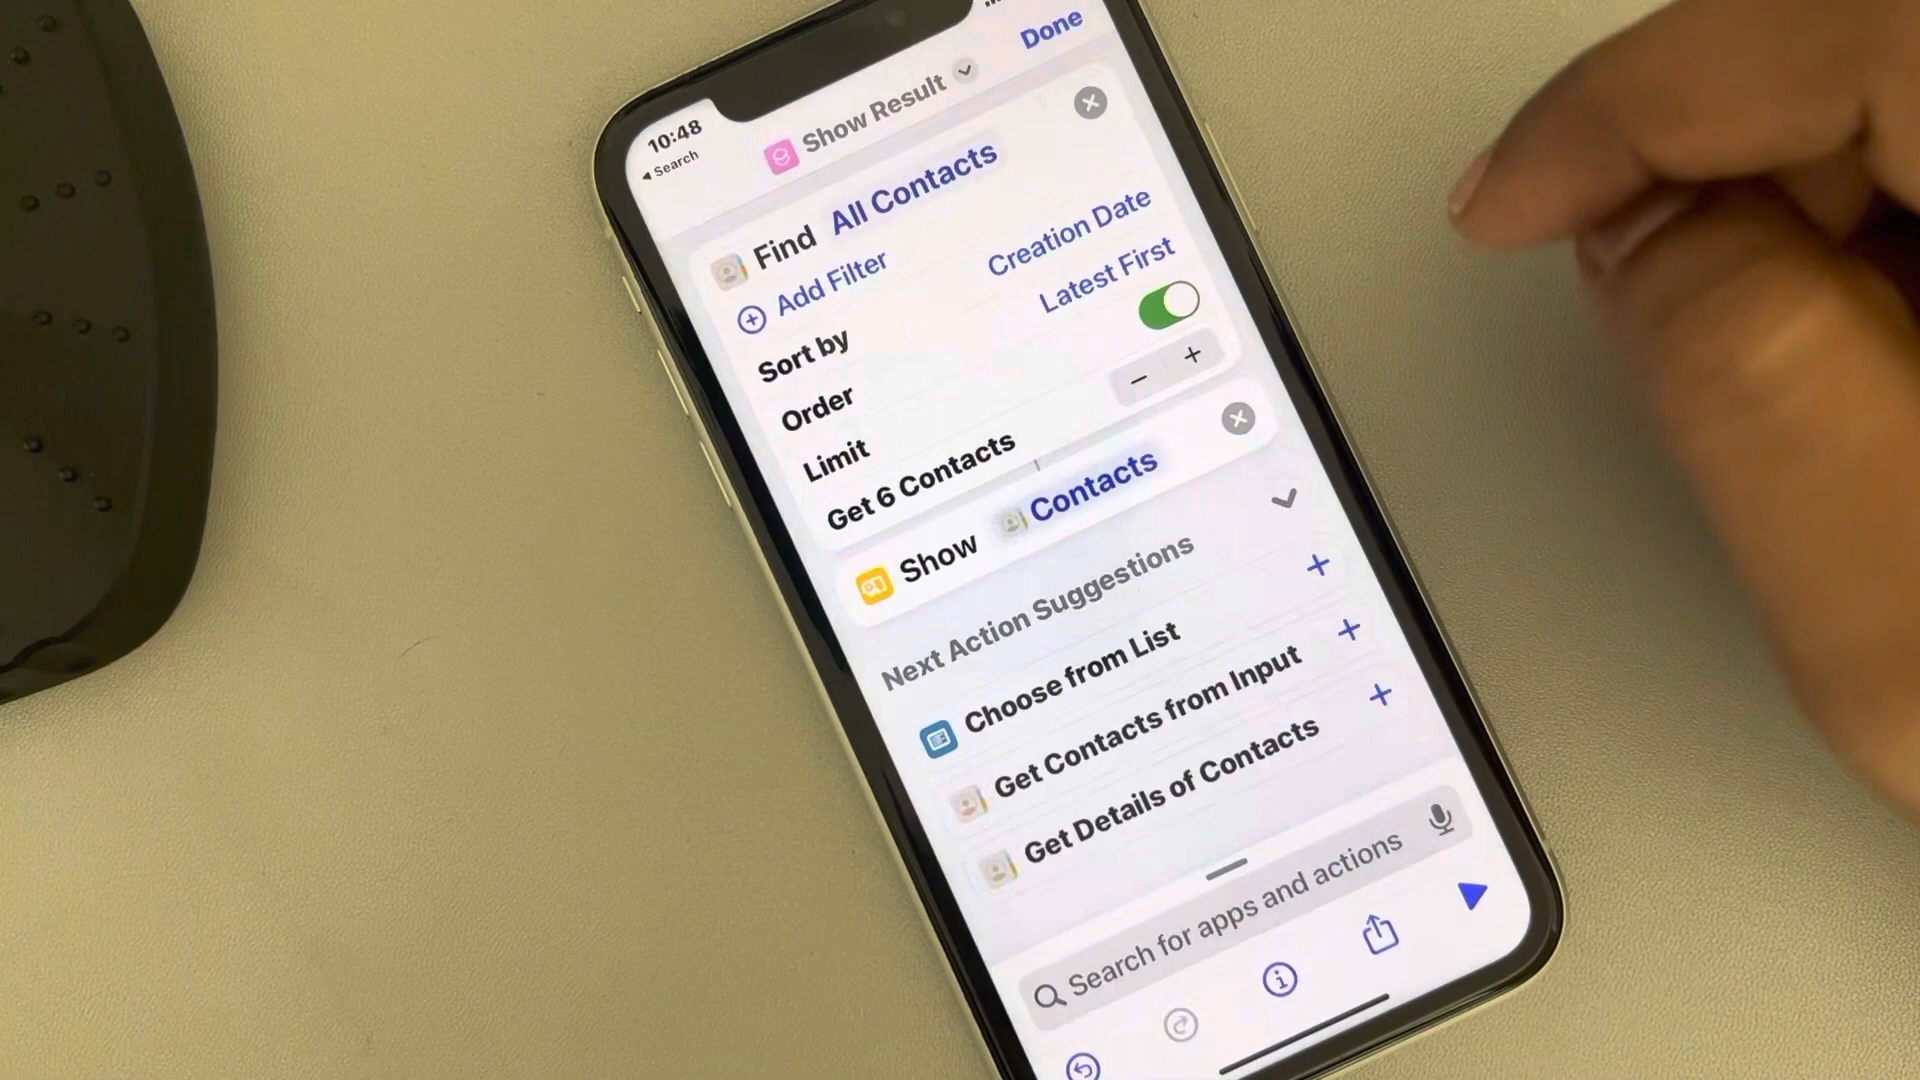 10:48
Search
Done
Show Result
Find All Contacts
Add Filter
Sort by Creation Date
Order Latest First
Limit
Get 6 Contacts
Show Contacts
Next Action Suggestions
Choose from List
Get Contacts from Input
Get Details of Contacts
Search for apps and actions